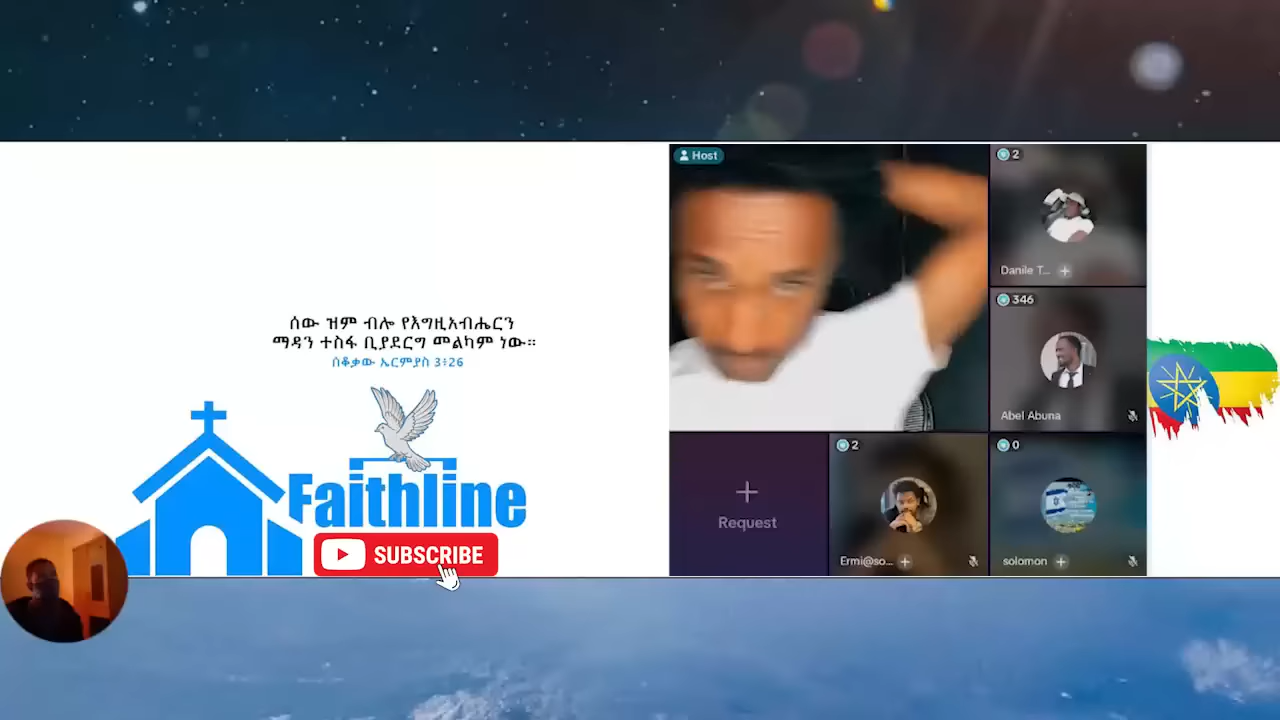 ሰው ዝም ብሎ የእግዚአብሔርን
ማዳን ተስፋ ቢያደርግ መልካም ነው።
ሰቆቃው ኤርምያስ 3፥26
Faithline
SUBSCRIBE
Host
2
Danile T...
346
Abel Abuna
Request
2
Ermi@so...
0
solomon